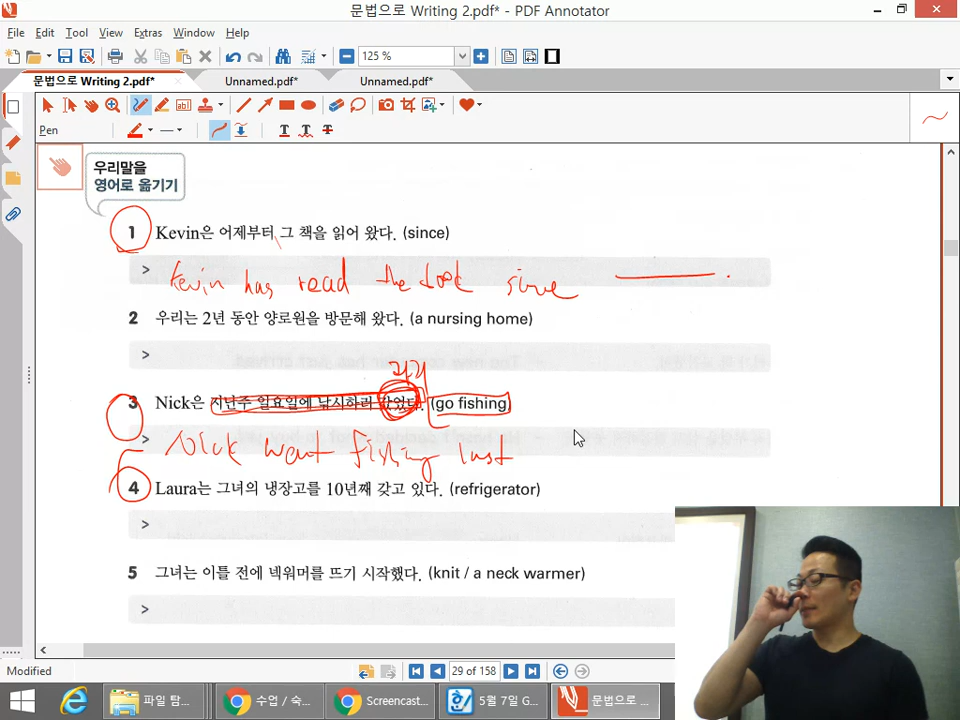 문법으로 Writing 2.pdf* - PDF Annotator
File Edit Tool View Extras Window Help
125 %
문법으로 Writing 2.pdf* Unnamed.pdf* Unnamed.pdf*
Pen
우리말을
영어로 옮기기
1 Kevin은 어제부터 그 책을 읽어 왔다. (since)
> Kevin has read the book since .
2 우리는 2년 동안 양로원을 방문해 왔다. (a nursing home)
>
과거
3 Nick은 지난주 일요일에 낚시하러 갔었다. (go fishing)
> Nick went fishing last
4 Laura는 그녀의 냉장고를 10년째 갖고 있다. (refrigerator)
>
5 그녀는 이틀 전에 넥워머를 뜨기 시작했다. (knit / a neck warmer)
>
Modified 29 of 158
파일 탐... 수업 / 숙... Screencast... 5월 7일 G... 문법으로 ...